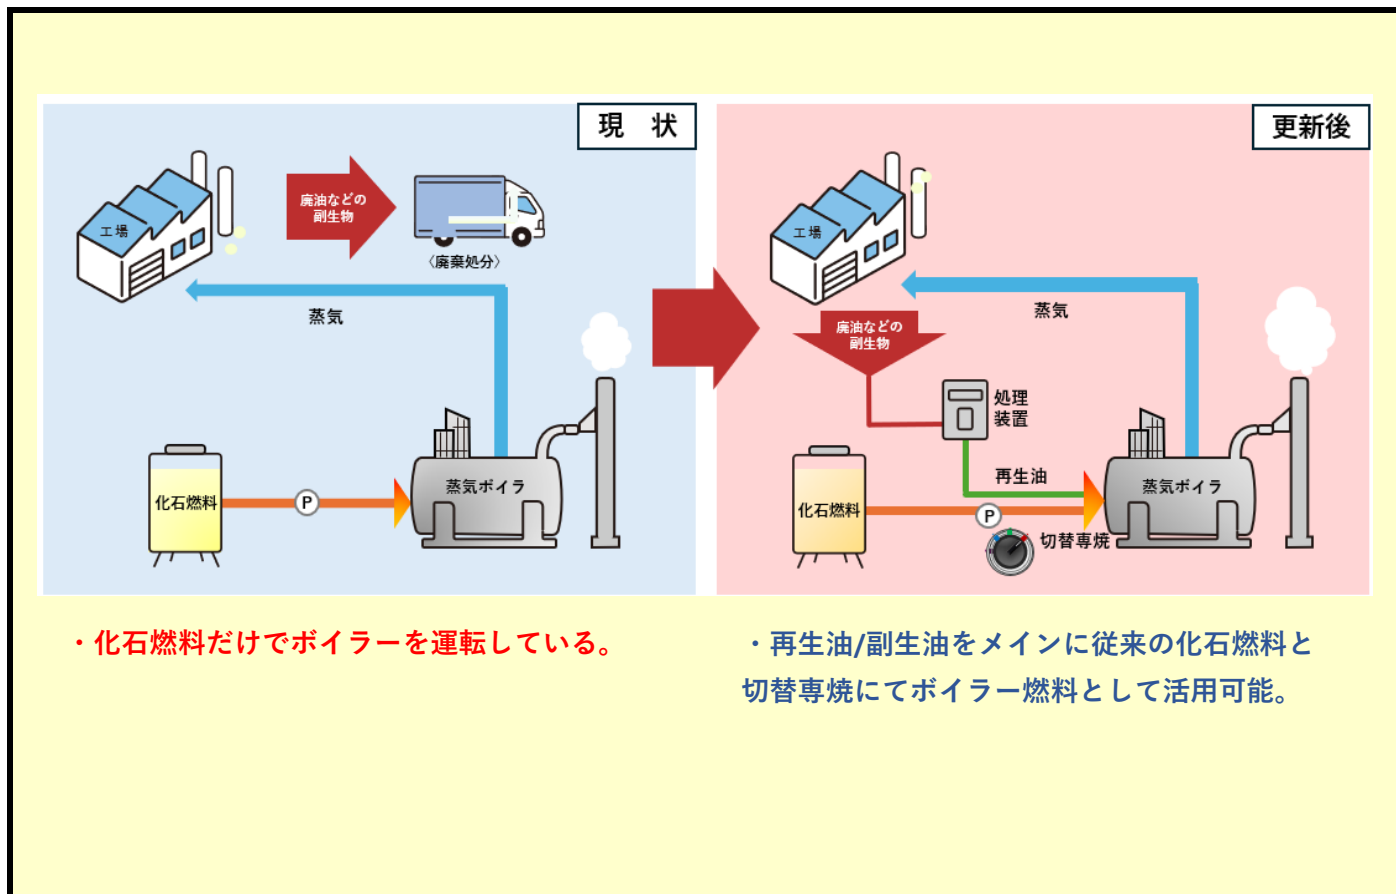 現　状
工場
廃油などの
副生物
〈廃棄処分〉
蒸気
化石燃料
P
蒸気ボイラ
更新後
工場
蒸気
廃油などの
副生物
処理
装置
再生油
化石燃料
P
切替専焼
蒸気ボイラ
・化石燃料だけでボイラーを運転している。
・再生油/副生油をメインに従来の化石燃料と
切替専焼にてボイラー燃料として活用可能。